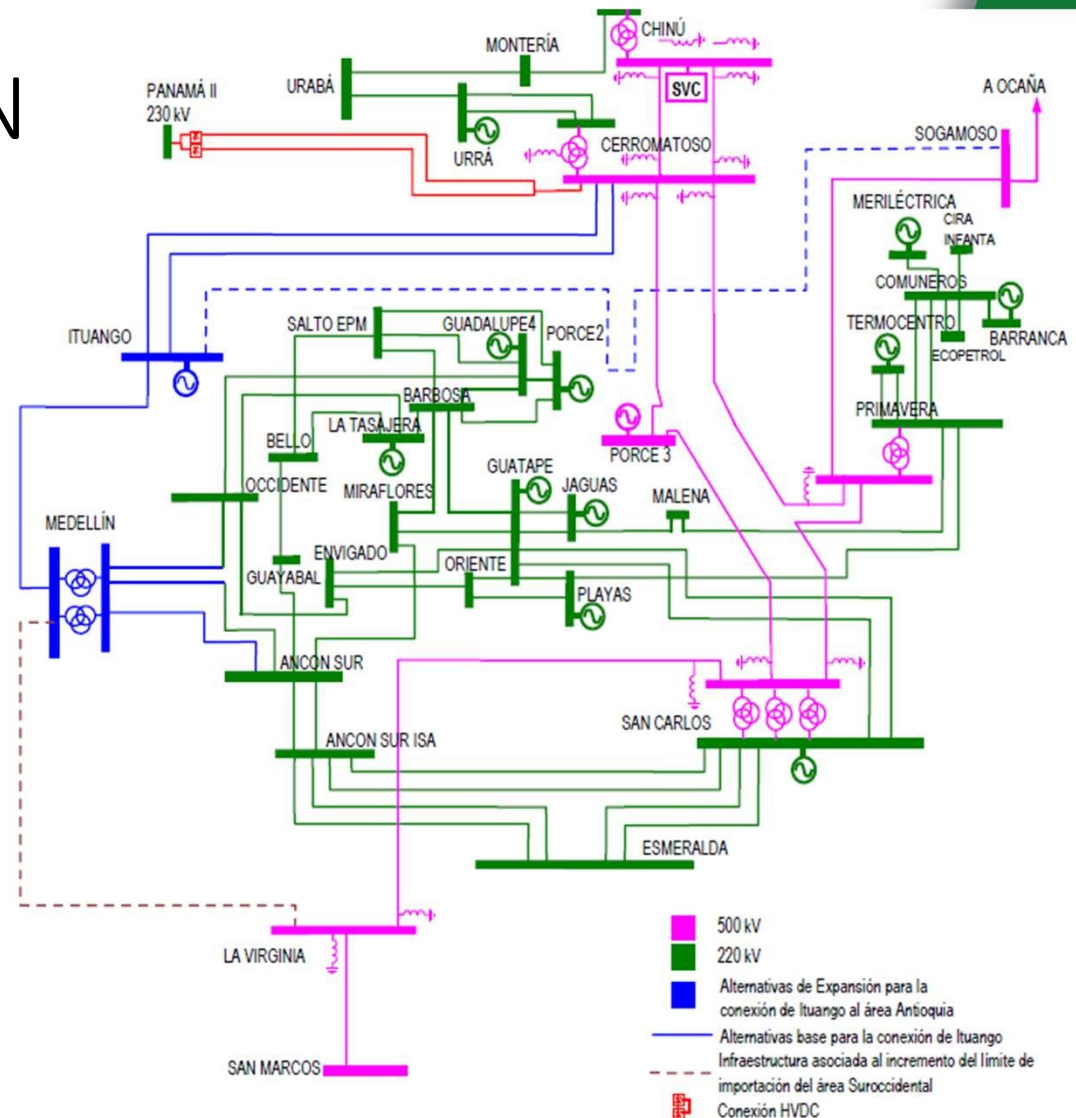 N
CHINÚ
MONTERÍA
SVC
URABÁ
A OCAÑA
PANAMÁ II
230 kV
SOGAMOSO
URRÁ
CERROMATOSO
MERILÉCTRICA
CIRA
INFANTA
COMUNEROS
ITUANGO
SALTO EPM
GUADALUPE4
PORCE2
TERMOCENTRO
BARRANCA
ECOPETROL
BARBOSA
PRIMAVERA
LA TASAJERA
BELLO
PORCE 3
GUATAPE
OCCIDENTE
MIRAFLORES
JAGUAS
MALENA
MEDELLÍN
ENVIGADO
ORIENTE
GUAYABAL
PLAYAS
ANCON SUR
SAN CARLOS
ANCON SUR ISA
ESMERALDA
LA VIRGINIA
SAN MARCOS
500 kV
220 kV
Alternativas de Expansión para la
conexión de Ituango al área Antioquia
Alternativas base para la conexión de Ituango
Infraestructura asociada al incremento del límite de
importación del área Suroccidental
Conexión HVDC